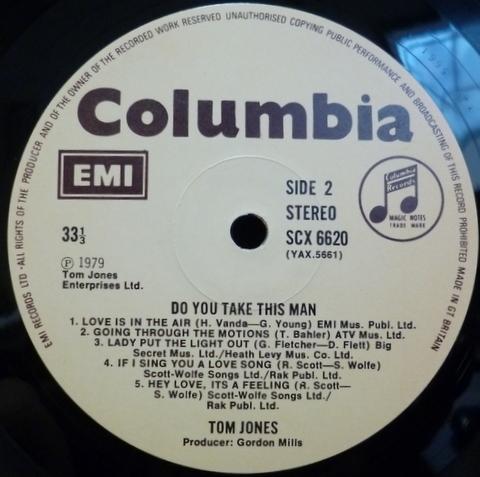 EMI RECORDS LTD · ALL RIGHTS OF THE PRODUCER AND OF THE OWNER OF THE RECORDED WORK RESERVED UNAUTHORISED COPYING PUBLIC PERFORMANCE AND BROADCASTING OF THIS RECORD PROHIBITED MADE IN GT BRITAIN
Columbia
EMI
SIDE 2
STEREO
Columbia
Records
MAGIC NOTES
TRADE MARK
33⅓
SCX 6620
(YAX.5661)
℗ 1979
Tom Jones
Enterprises Ltd.
DO YOU TAKE THIS MAN
1. LOVE IS IN THE AIR (H. Vanda—G. Young) EMI Mus. Publ. Ltd.
2. GOING THROUGH THE MOTIONS (T. Bahler) ATV Mus. Ltd.
3. LADY PUT THE LIGHT OUT (G. Fletcher—D. Flett) Big
Secret Mus. Ltd./Heath Levy Mus. Co. Ltd.
4. IF I SING YOU A LOVE SONG (R. Scott—S. Wolfe)
Scott-Wolfe Songs Ltd./Rak Publ. Ltd.
5. HEY LOVE, ITS A FEELING (R. Scott—
S. Wolfe) Scott-Wolfe Songs Ltd./
Rak Publ. Ltd.
TOM JONES
Producer: Gordon Mills